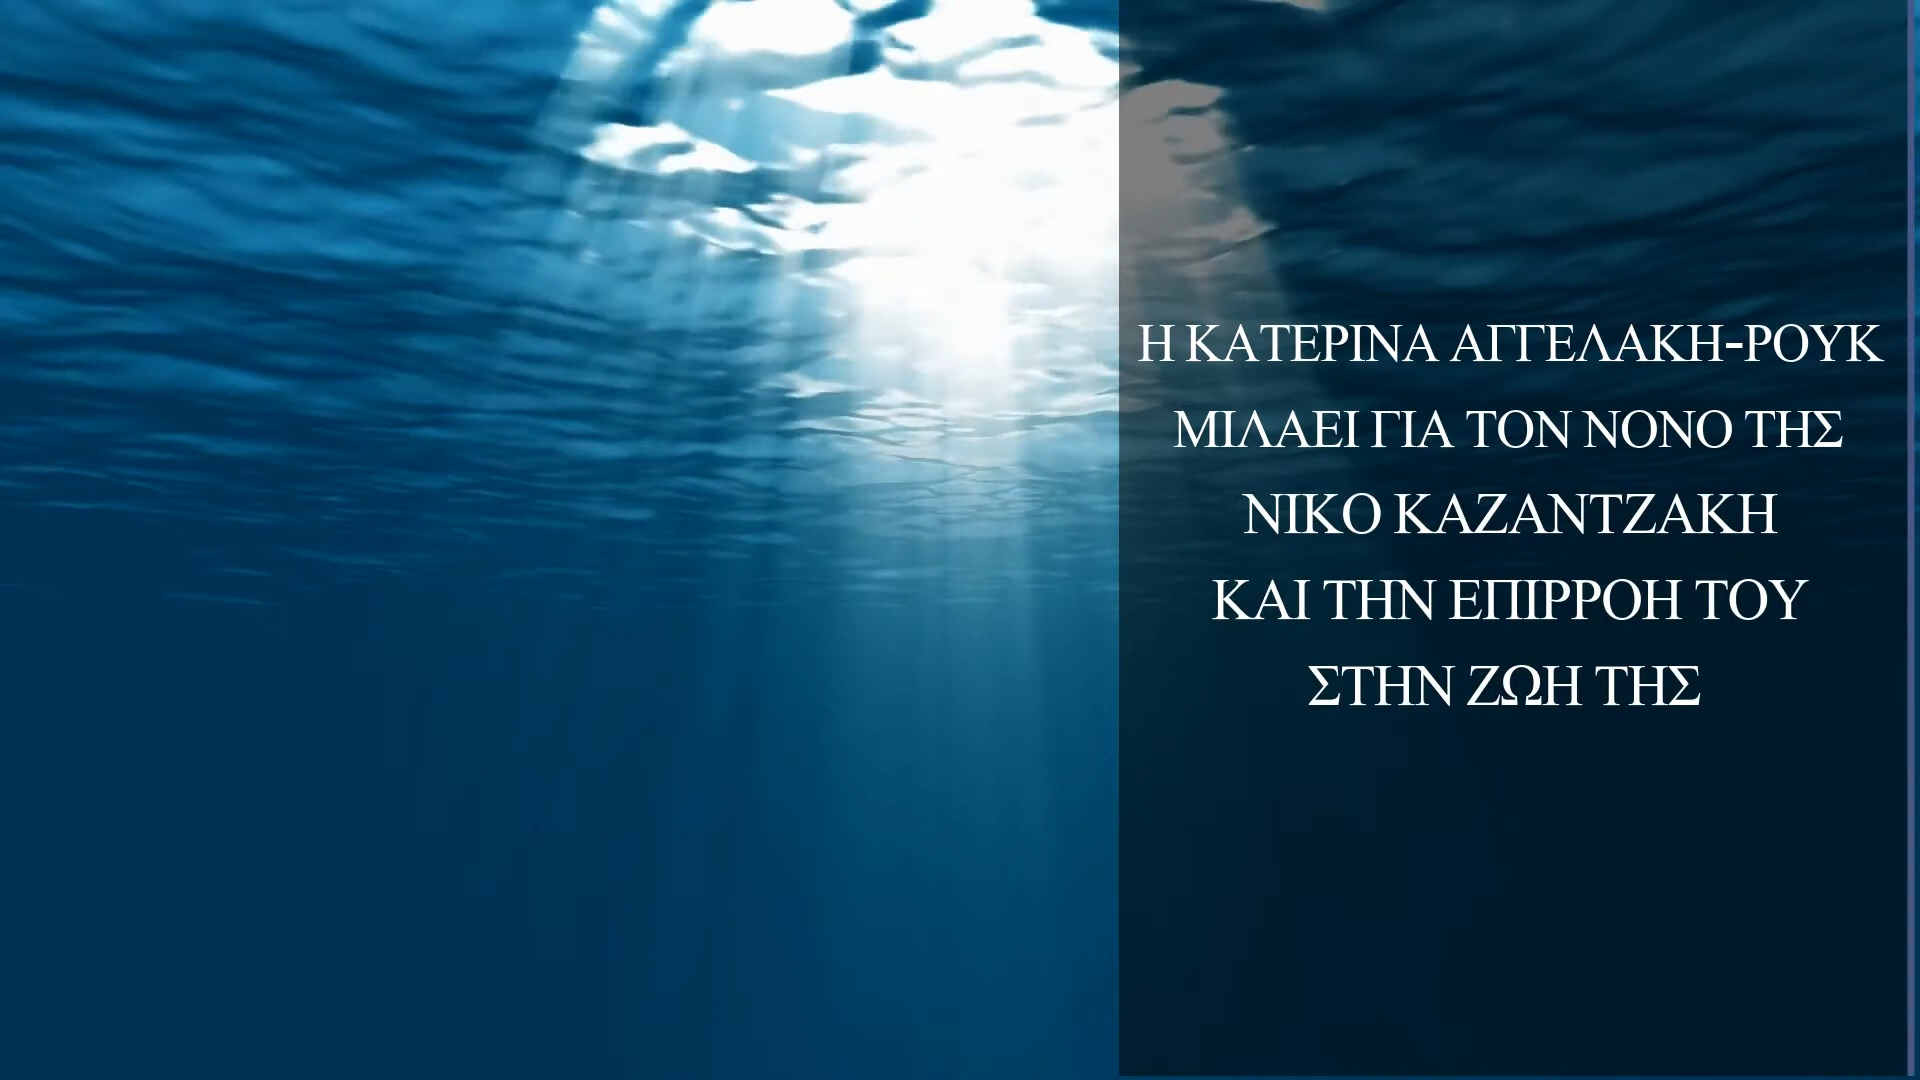 Η ΚΑΤΕΡΙΝΑ ΑΓΓΕΛΑΚΗ-ΡΟΥΚ
ΜΙΛΑΕΙ ΓΙΑ ΤΟΝ ΝΟΝΟ ΤΗΣ
ΝΙΚΟ ΚΑΖΑΝΤΖΑΚΗ
ΚΑΙ ΤΗΝ ΕΠΙΡΡΟΗ ΤΟΥ
ΣΤΗΝ ΖΩΗ ΤΗΣ